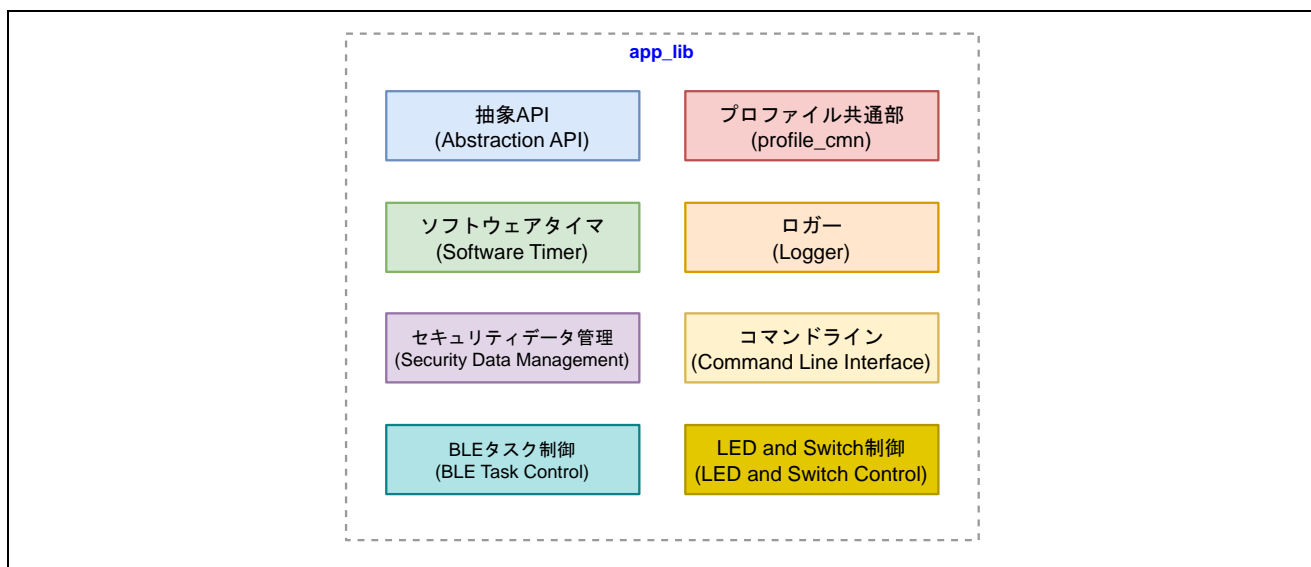 app_lib
抽象API
(Abstraction API)
プロファイル共通部
(profile_cmn)
ソフトウェアタイマ
(Software Timer)
ロガー
(Logger)
セキュリティデータ管理
(Security Data Management)
コマンドライン
(Command Line Interface)
BLEタスク制御
(BLE Task Control)
LED and Switch制御
(LED and Switch Control)